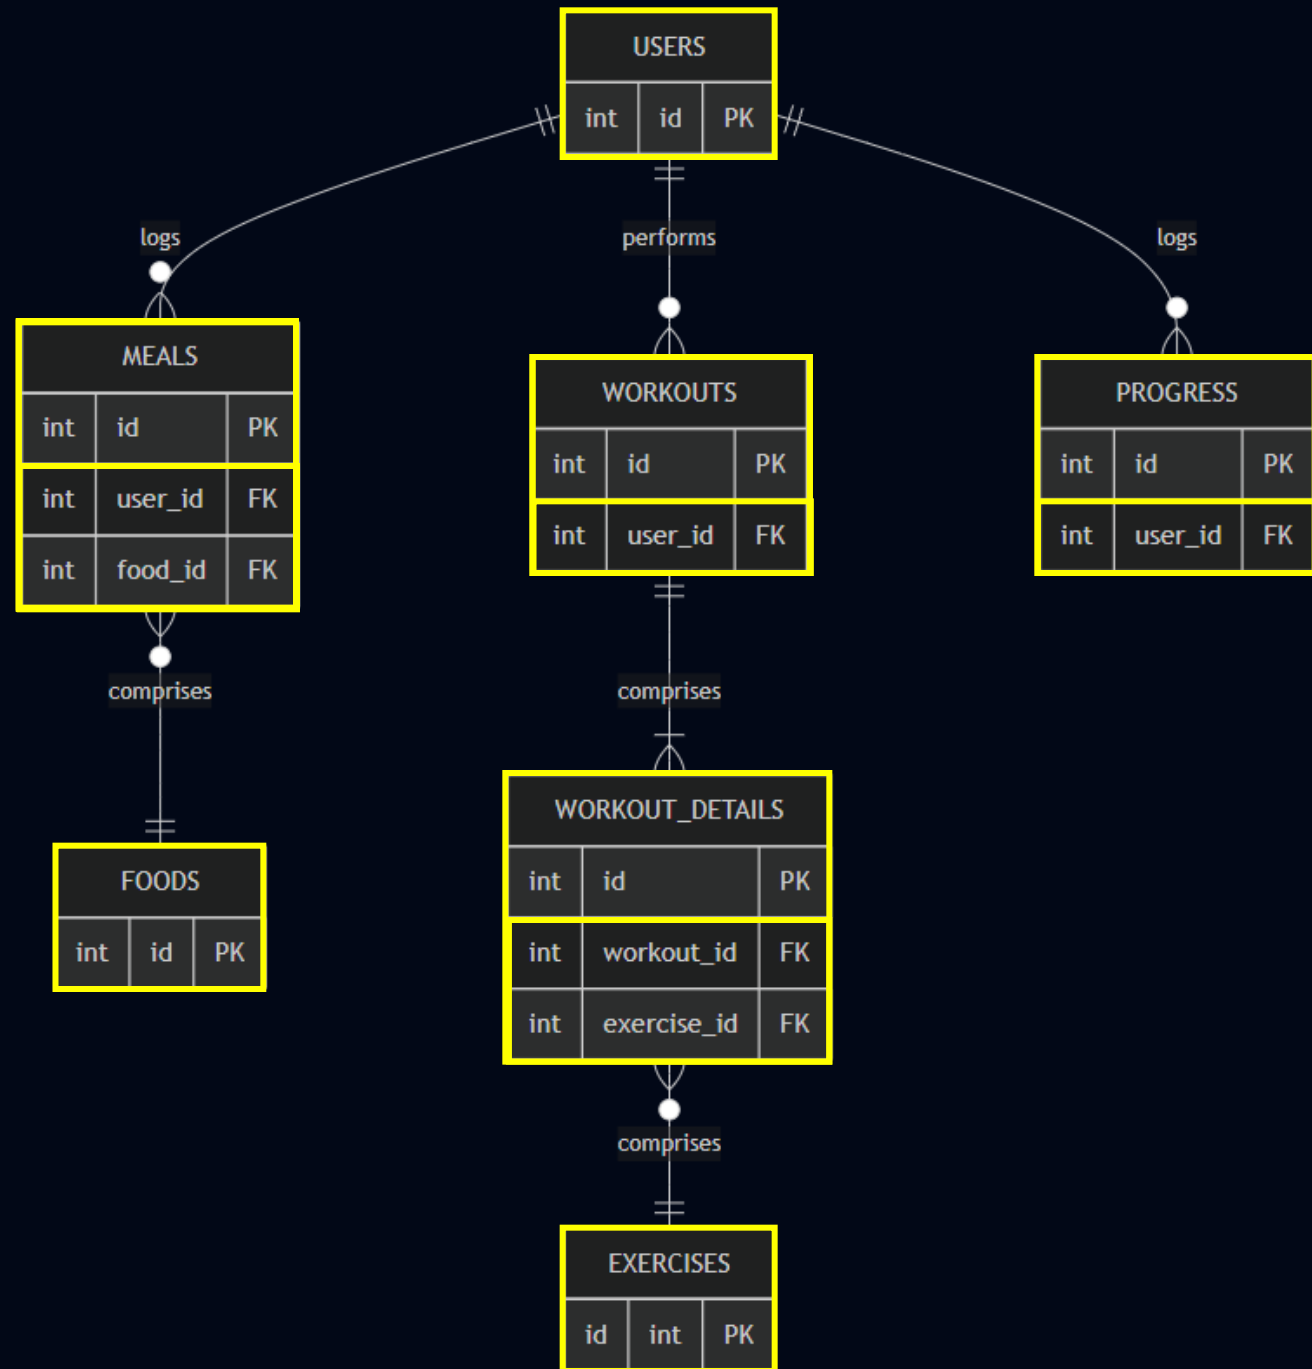 USERS
int id PK
logs
performs
logs
MEALS
int id PK
int user_id FK
int food_id FK
WORKOUTS
int id PK
int user_id FK
PROGRESS
int id PK
int user_id FK
comprises
comprises
WORKOUT_DETAILS
int id PK
int workout_id FK
int exercise_id FK
FOODS
int id PK
comprises
EXERCISES
id int PK